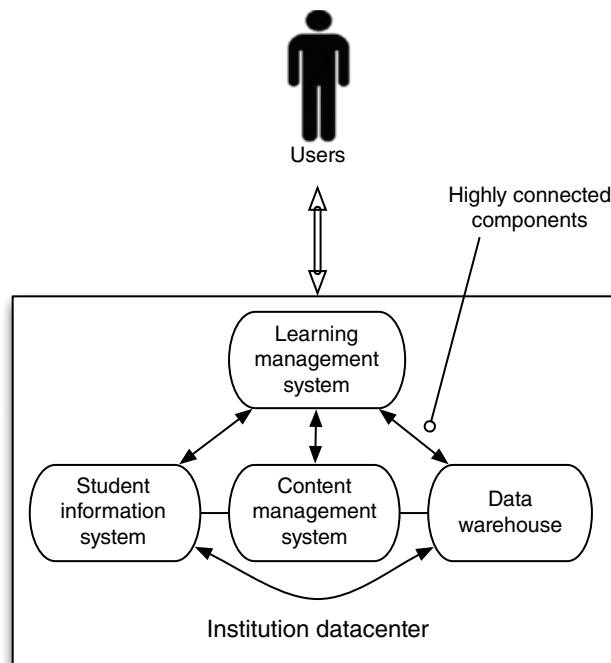 Users
Highly connected
components
Learning
management
system
Student
information
system
Content
management
system
Data
warehouse
Institution datacenter